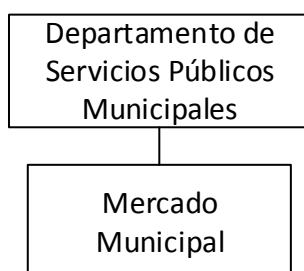 Departamento de
Servicios Públicos
Municipales
Mercado
Municipal